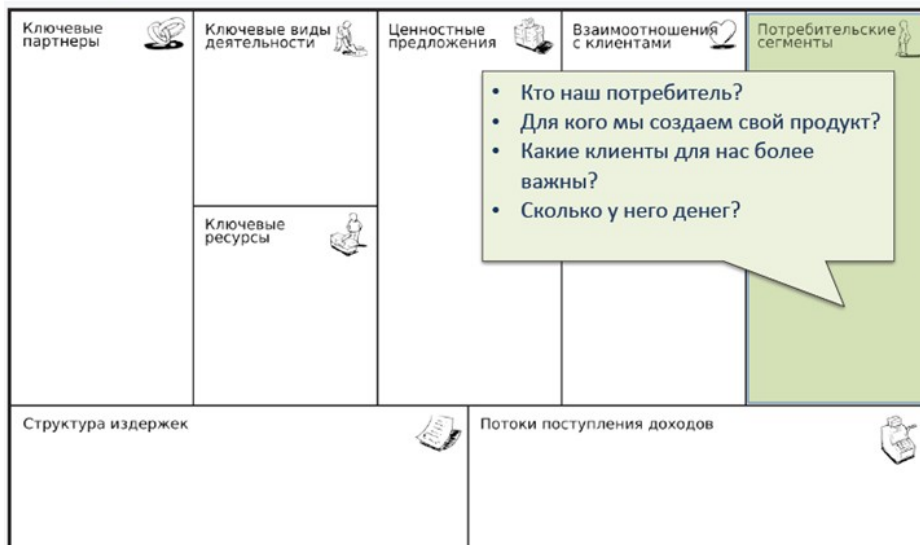 Ключевые
партнеры
Ключевые виды
деятельности
Ценностные
предложения
Взаимоотношения
с клиентами
Потребительские
сегменты
• Кто наш потребитель?
• Для кого мы создаем свой продукт?
• Какие клиенты для нас более
важны?
• Сколько у него денег?
Ключевые
ресурсы
Структура издержек
Потоки поступления доходов